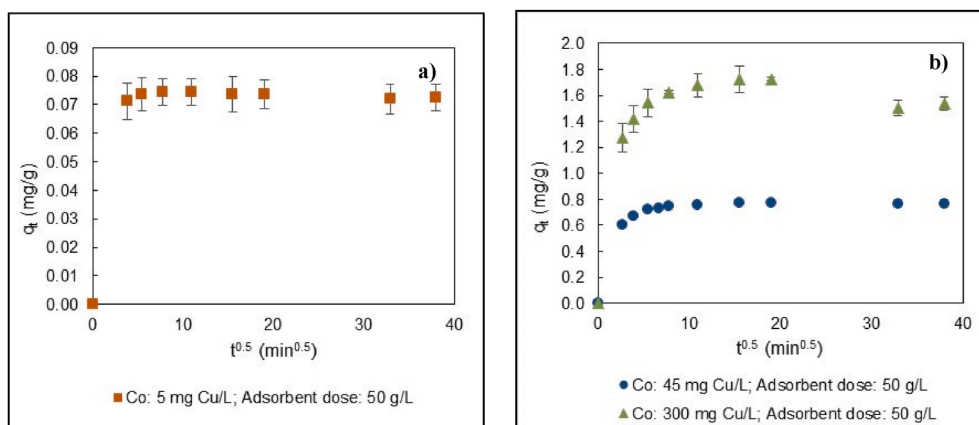 a)
0.09
0.08
0.07
0.06
0.05
0.04
0.03
0.02
0.01
0.00
qt (mg/g)
0 10 20 30 40
t0.5 (min0.5)
Co: 5 mg Cu/L; Adsorbent dose: 50 g/L
b)
2.0
1.8
1.6
1.4
1.2
1.0
0.8
0.6
0.4
0.2
0.0
qt (mg/g)
0 10 20 30 40
t0.5 (min0.5)
Co: 45 mg Cu/L; Adsorbent dose: 50 g/L
Co: 300 mg Cu/L; Adsorbent dose: 50 g/L